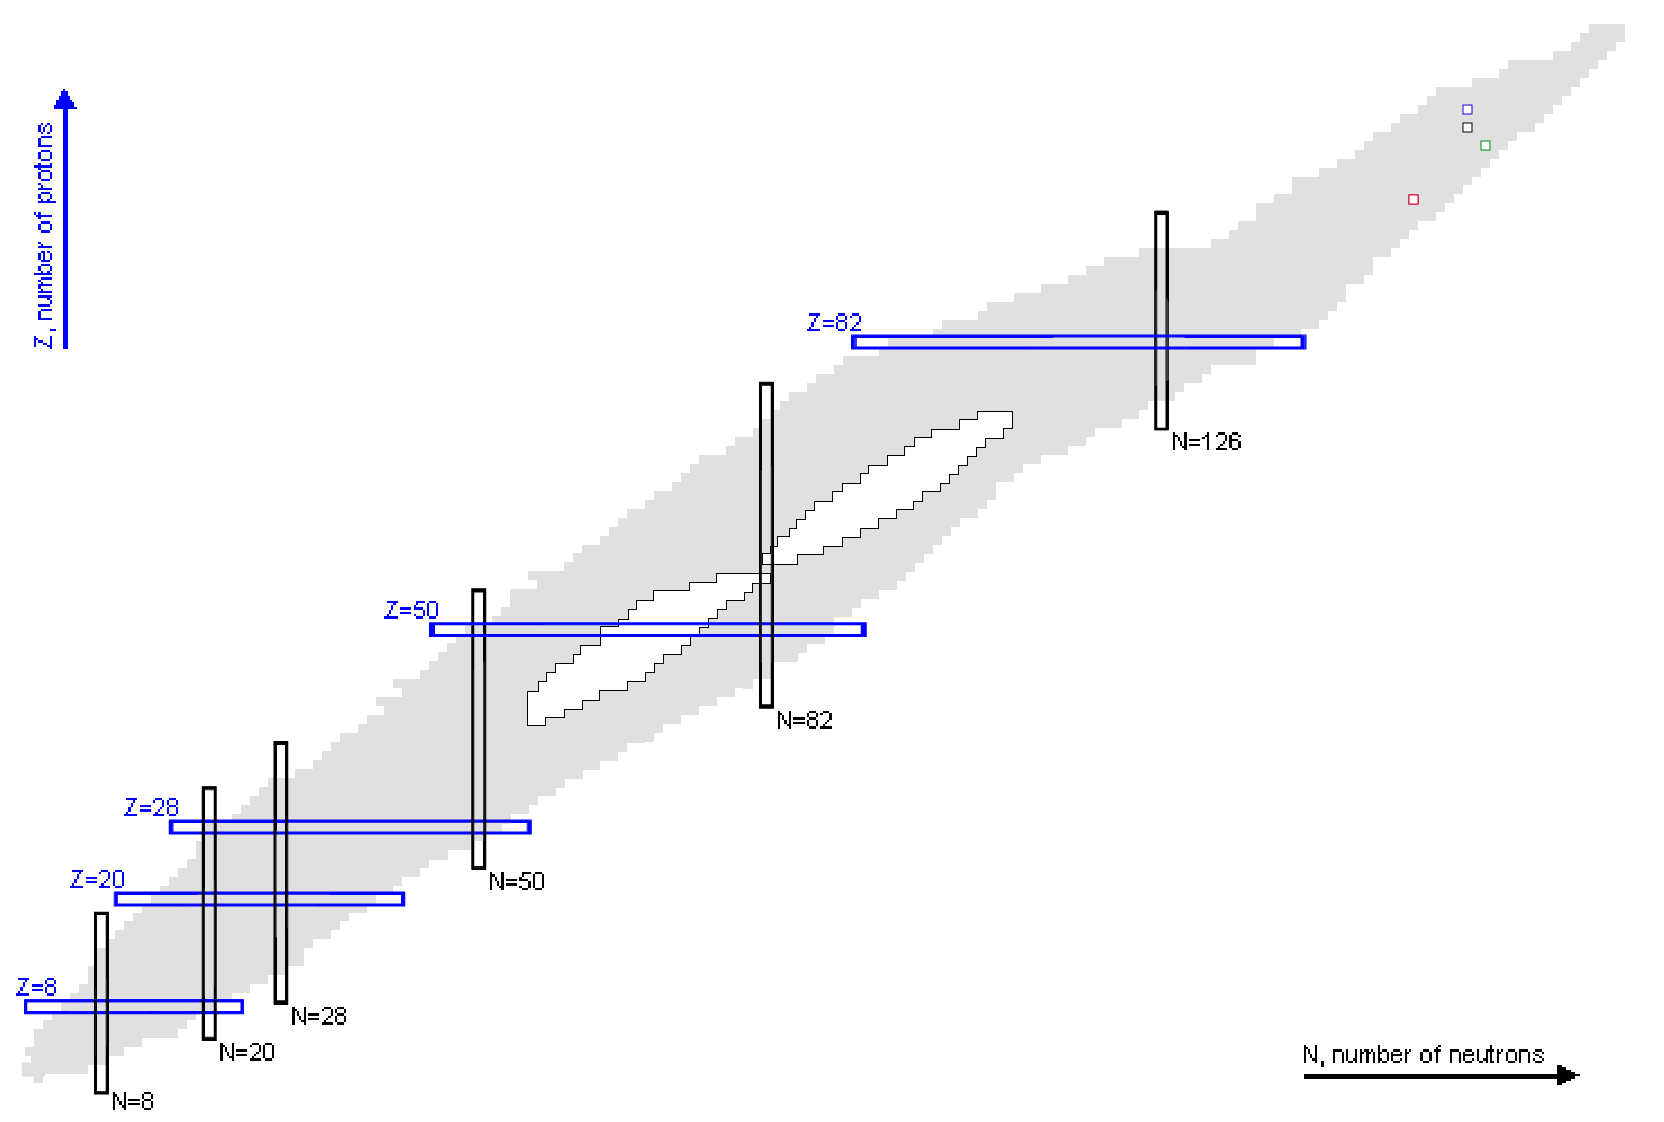 Z, number of protons
Z=82
N=126
Z=50
N=82
Z=28
Z=20
N=50
Z=8
N=28
N=20
N, number of neutrons
N=8